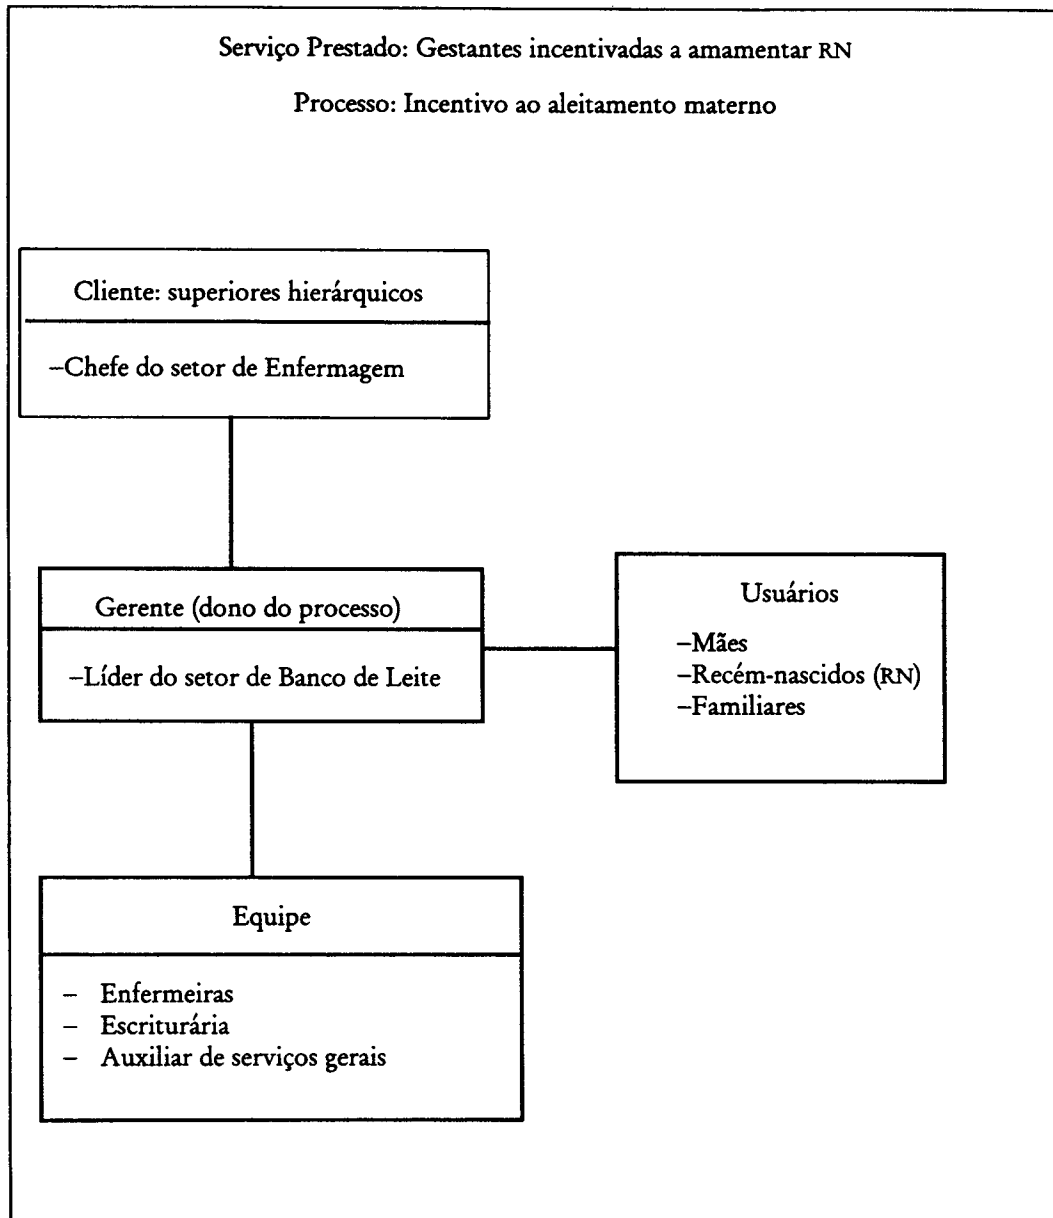 Serviço Prestado: Gestantes incentivadas a amamentar RN
Processo: Incentivo ao aleitamento materno
Cliente: superiores hierárquicos
–Chefe do setor de Enfermagem
Gerente (dono do processo)
–Líder do setor de Banco de Leite
Usuários
–Mães
–Recém-nascidos (RN)
–Familiares
Equipe
– Enfermeiras
– Escriturária
– Auxiliar de serviços gerais